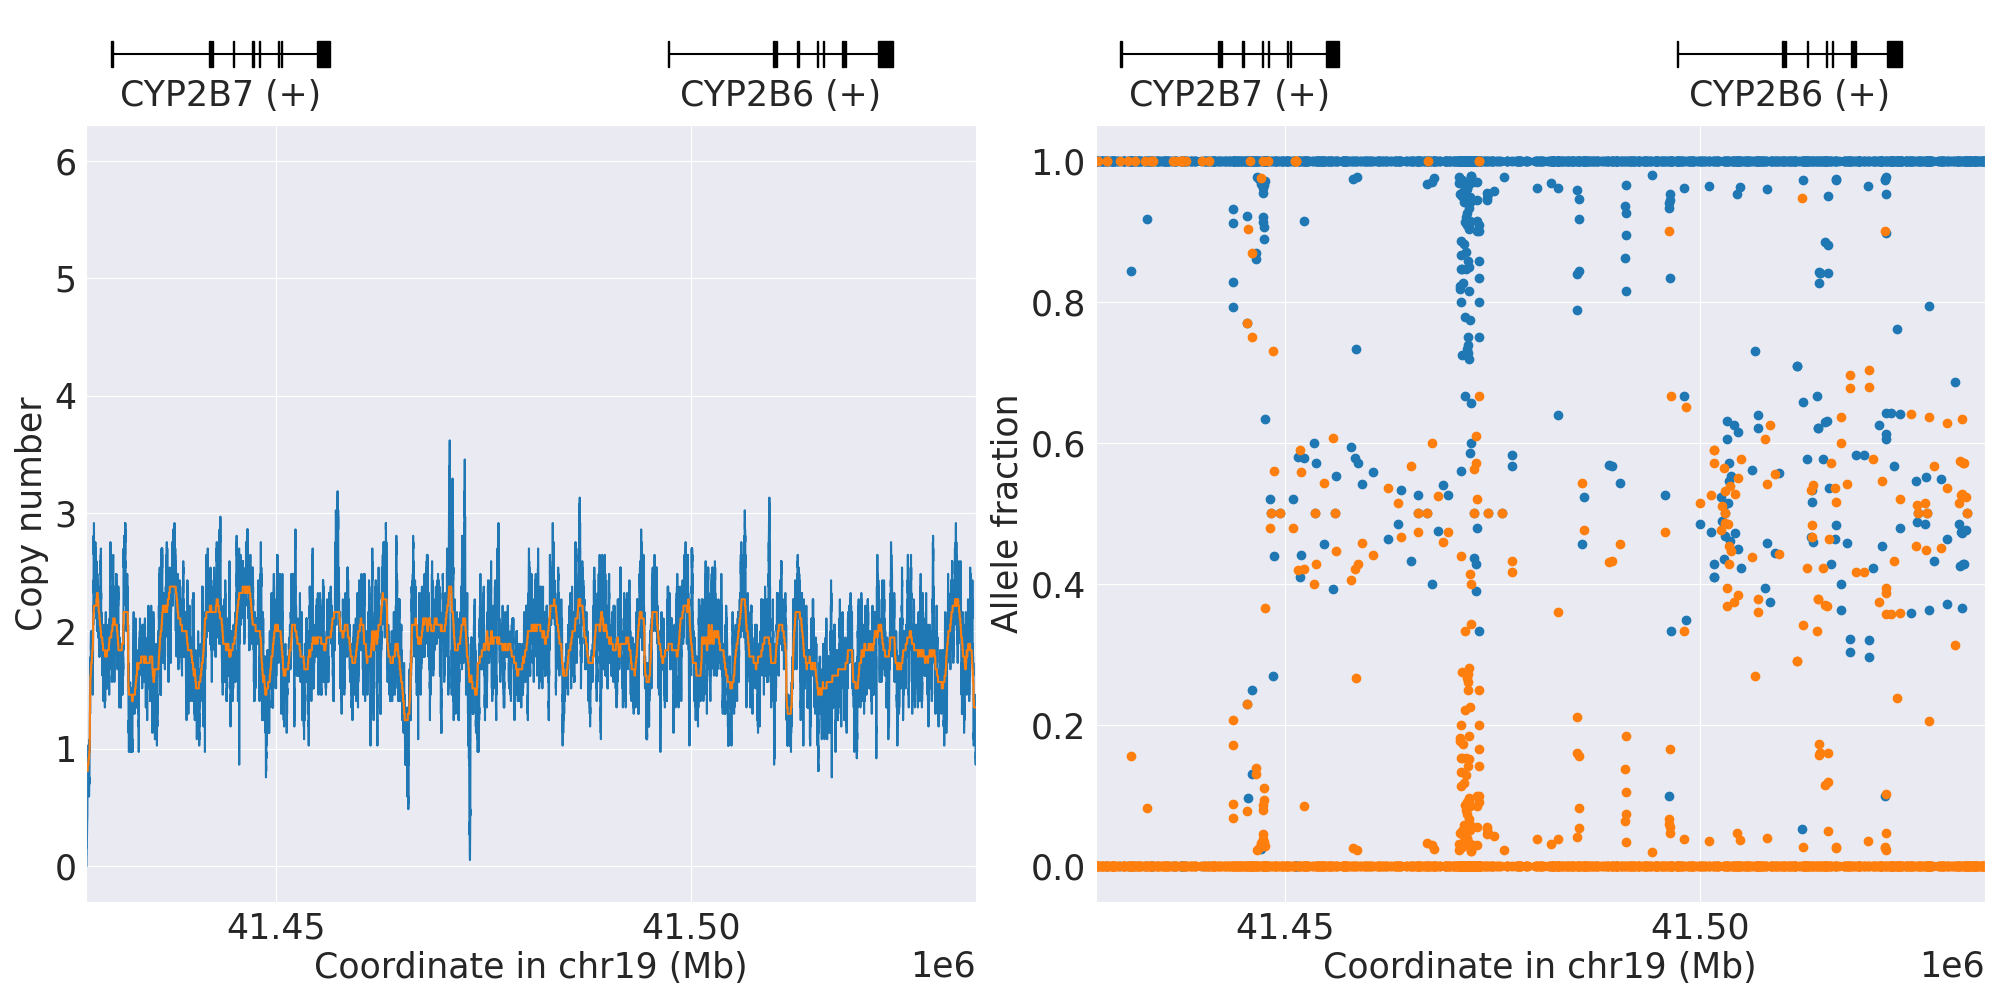 CYP2B7 (+)
CYP2B6 (+)
6
5
4
3
2
1
0
Copy number
41.45
41.50
Coordinate in chr19 (Mb)
1e6
CYP2B7 (+)
CYP2B6 (+)
1.0
0.8
0.6
0.4
0.2
0.0
Allele fraction
41.45
41.50
Coordinate in chr19 (Mb)
1e6